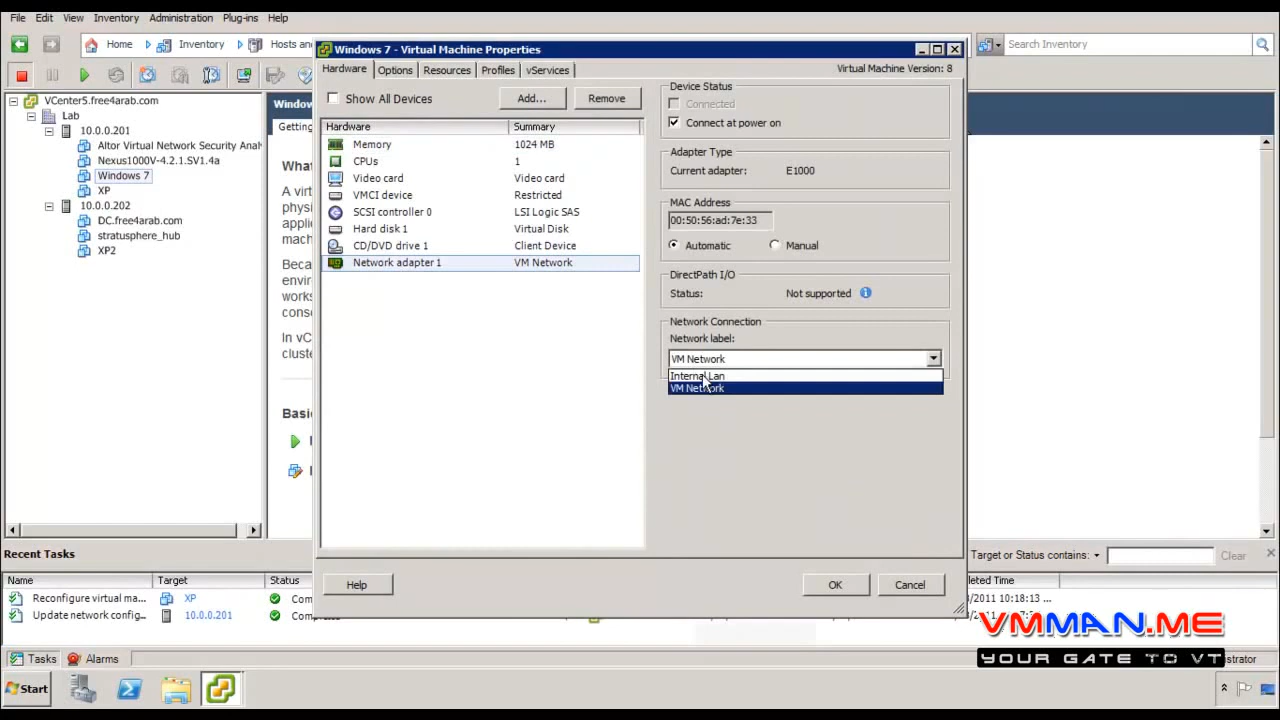 File Edit View Inventory Administration Plug-ins Help
Home Inventory Hosts and
Search Inventory
VCenter5.free4arab.com
Lab
10.0.0.201
Altor Virtual Network Security Anal
Nexus1000V-4.2.1.SV1.4a
Windows 7
XP
10.0.0.202
DC.free4arab.com
stratusphere_hub
XP2
Windows 7 - Virtual Machine Properties
Hardware Options Resources Profiles vServices
Virtual Machine Version: 8
Show All Devices Add... Remove
Hardware Summary
Memory 1024 MB
CPUs 1
Video card Video card
VMCI device Restricted
SCSI controller 0 LSI Logic SAS
Hard disk 1 Virtual Disk
CD/DVD drive 1 Client Device
Network adapter 1 VM Network
Device Status
Connected
Connect at power on
Adapter Type
Current adapter: E1000
MAC Address
00:50:56:ad:7e:33
Automatic Manual
DirectPath I/O
Status: Not supported
Network Connection
Network label:
VM Network
Internal Lan
VM Network
Help OK Cancel
Recent Tasks
Target or Status contains: Clear
Name Target Status
Reconfigure virtual ma... XP
/2011 10:18:13 ...
Update network config... 10.0.0.201
VMMAN.ME
YOUR GATE TO VT
Tasks Alarms
Start